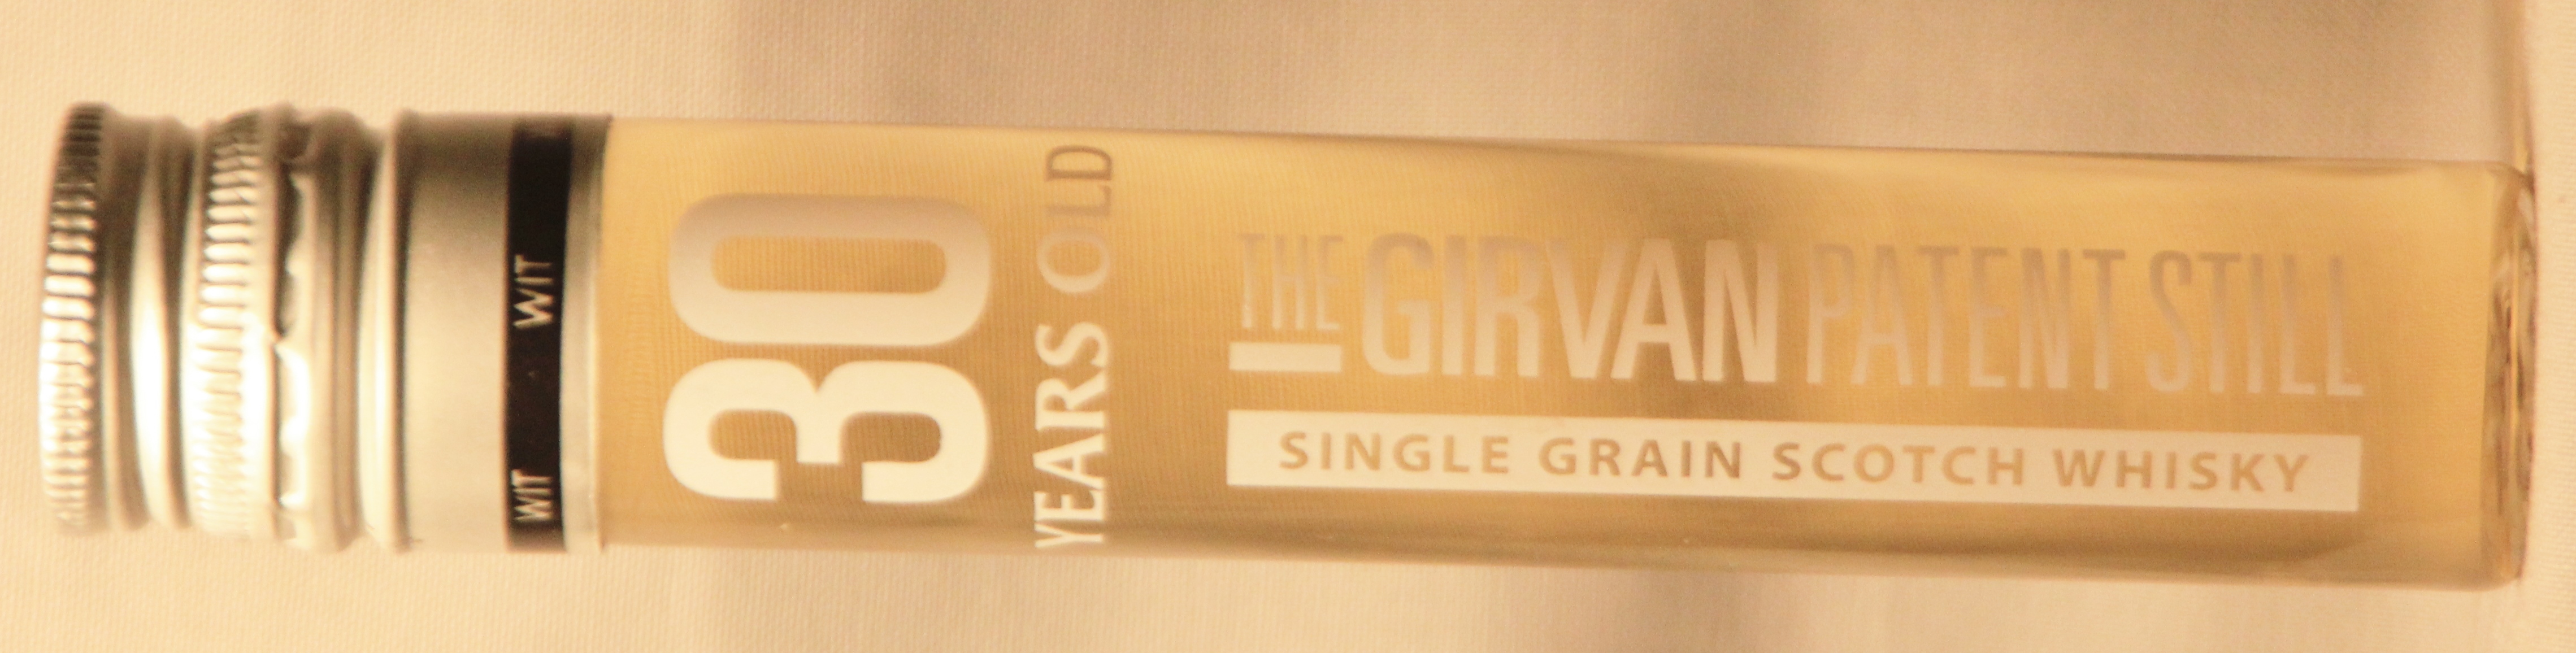 WIT WIT
30
YEARS OLD
THE GIRVAN PATENT STILL
SINGLE GRAIN SCOTCH WHISKY